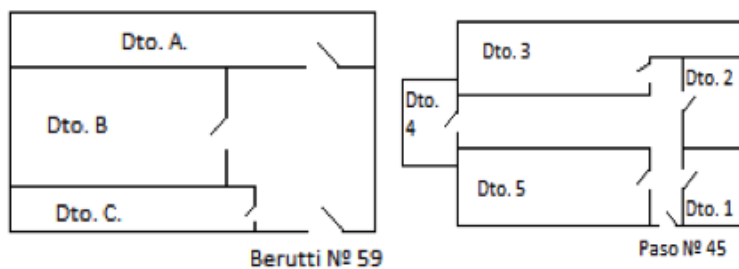 Dto. A.
Dto. B
Dto. C.
Berutti Nº 59
Dto. 3
Dto. 2
Dto.
4
Dto. 5
Dto. 1
Paso Nº 45